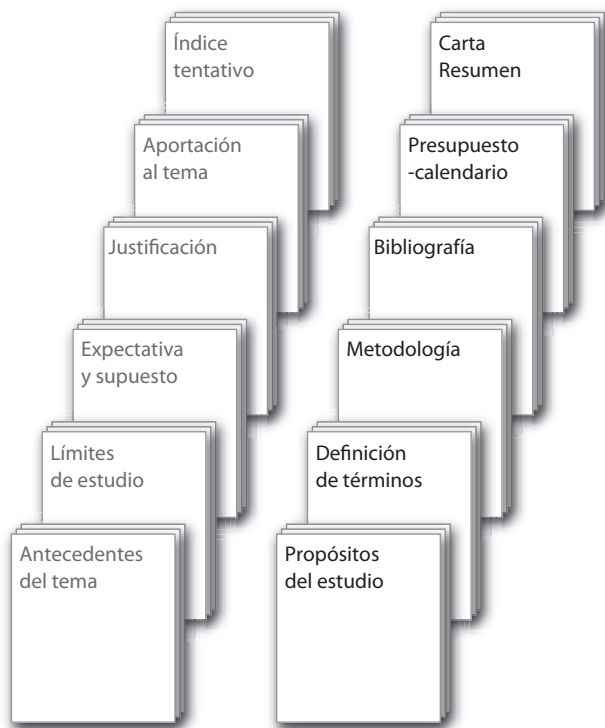 Índice
tentativo
Aportación
al tema
Justificación
Expectativa
y supuesto
Límites
de estudio
Antecedentes
del tema
Carta
Resumen
Presupuesto
-calendario
Bibliografía
Metodología
Definición
de términos
Propósitos
del estudio